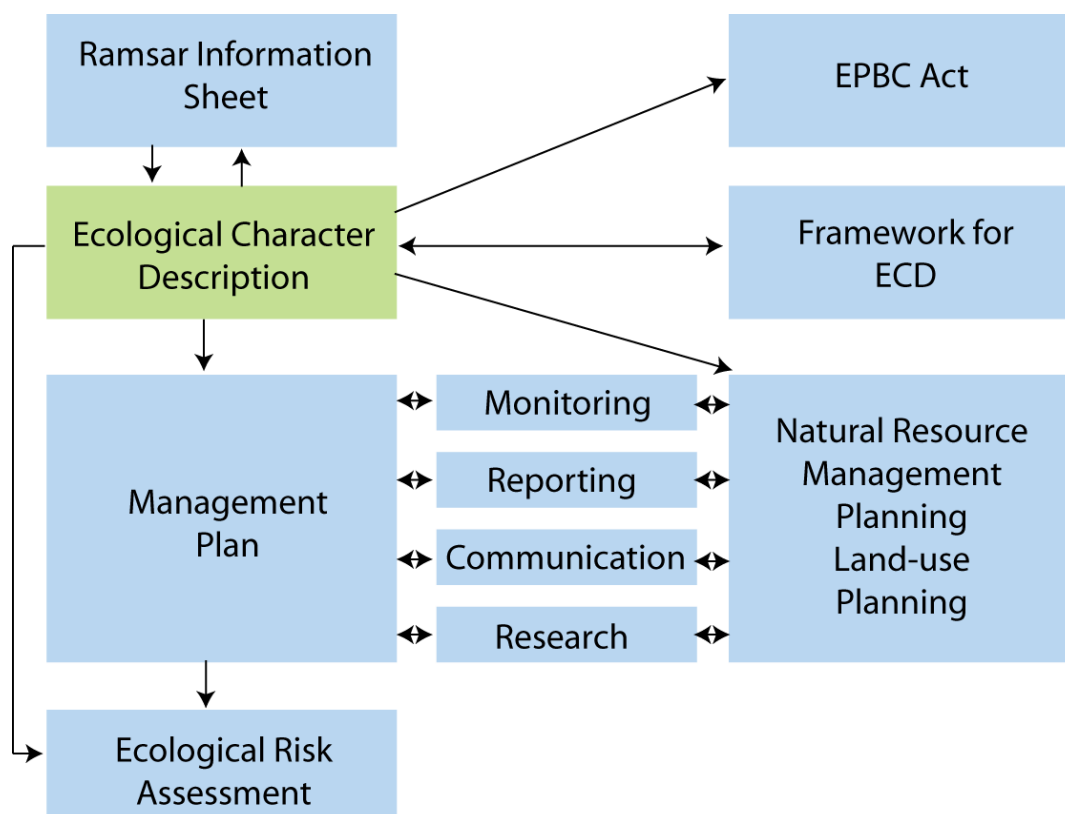 Ramsar Information
Sheet
EPBC Act
Ecological Character
Description
Framework for
ECD
Management
Plan
Monitoring
Reporting
Communication
Research
Natural Resource
Management
Planning
Land-use
Planning
Ecological Risk
Assessment